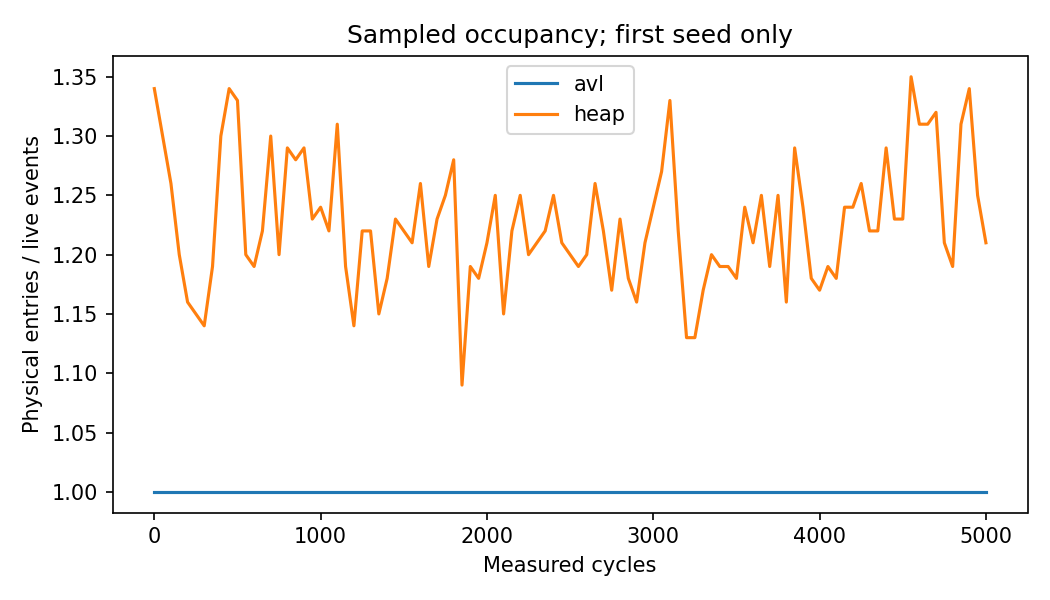 Sampled occupancy; first seed only
avl
heap
Physical entries / live events
1.35
1.30
1.25
1.20
1.15
1.10
1.05
1.00
0 1000 2000 3000 4000 5000
Measured cycles